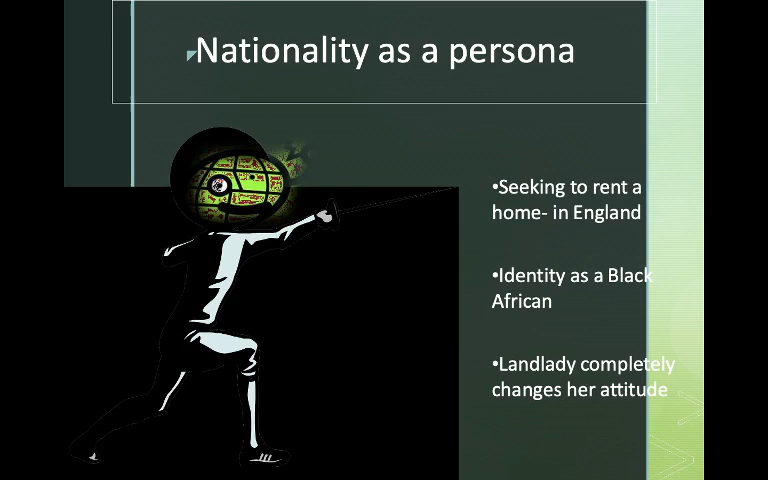 Nationality as a persona
•Seeking to rent a
home- in England
•Identity as a Black
African
•Landlady completely
changes her attitude